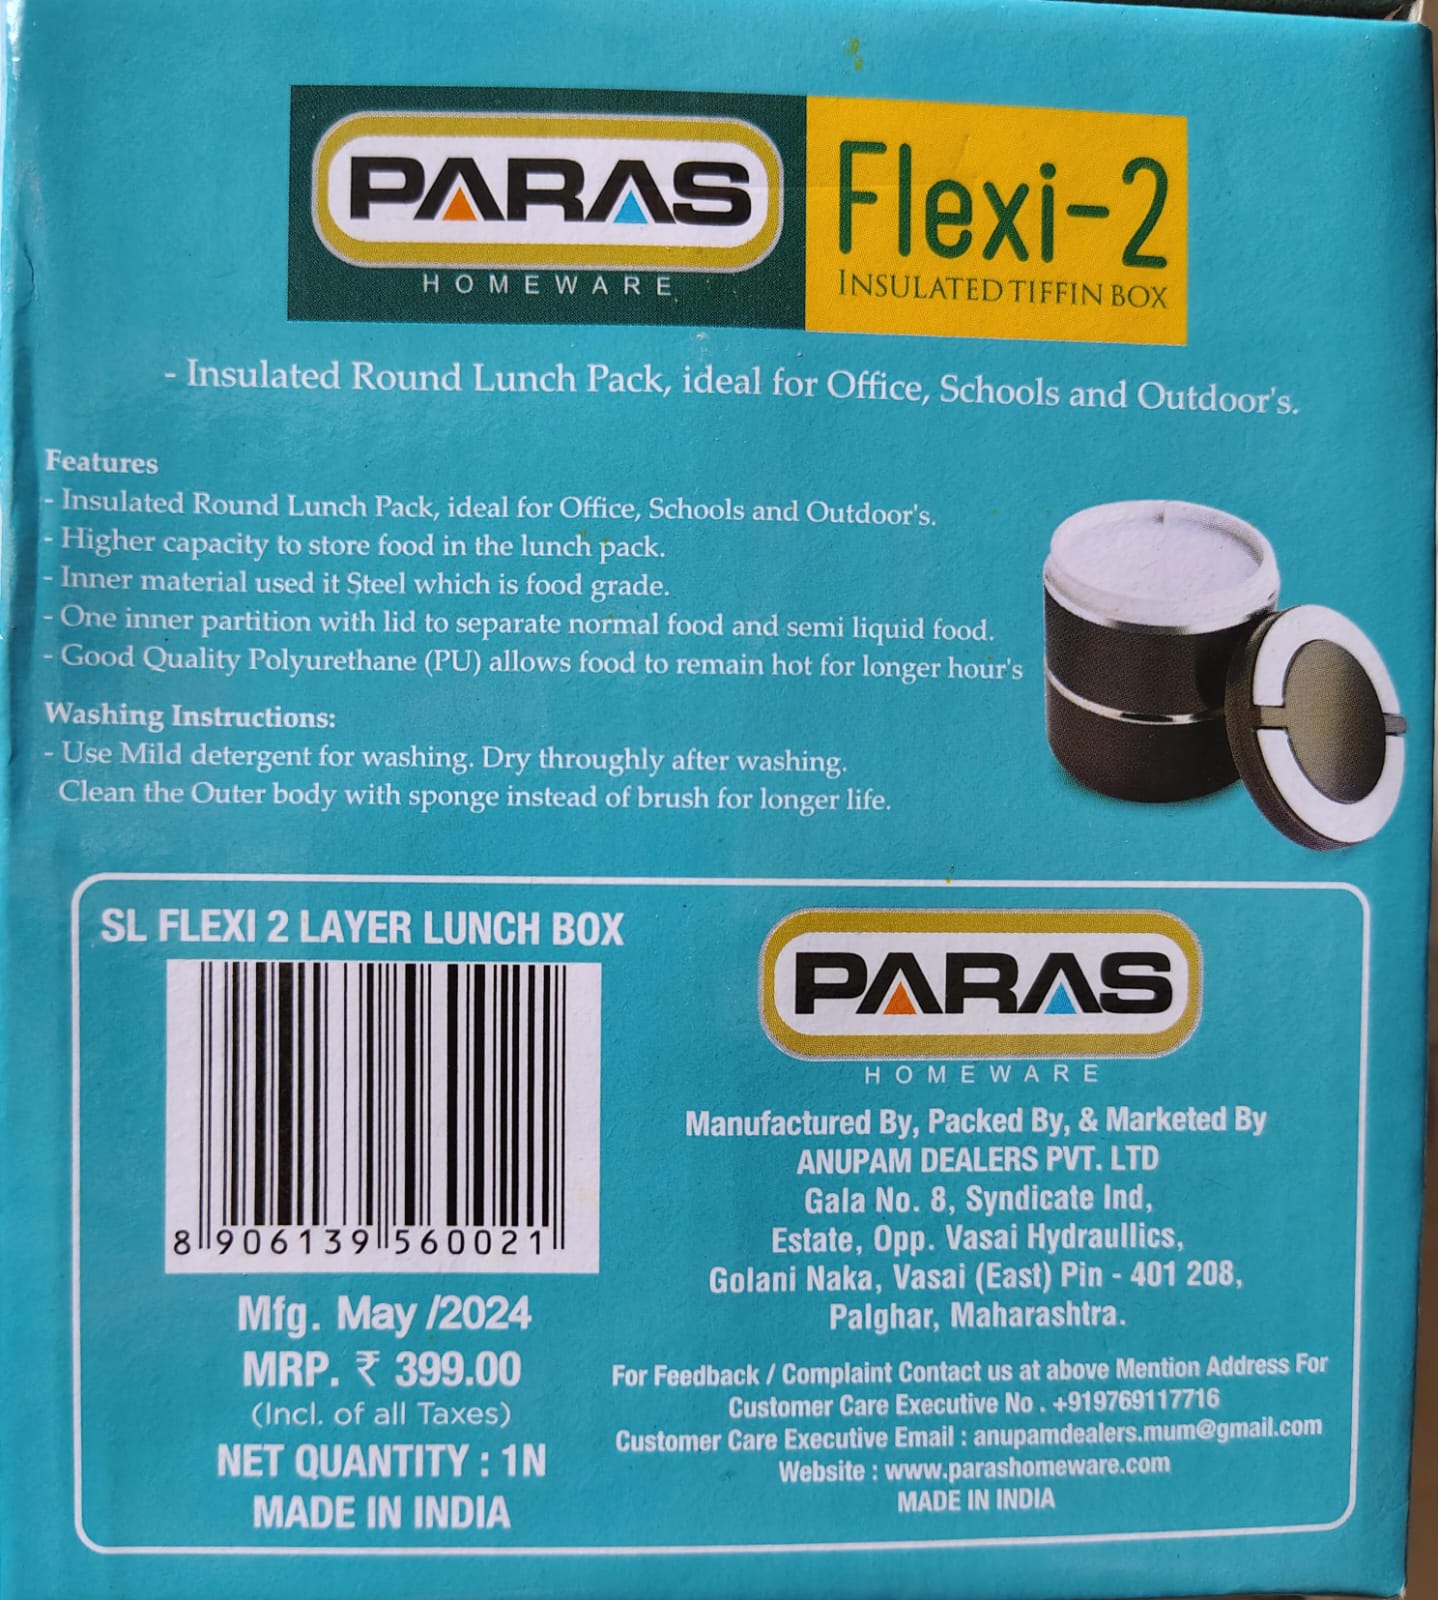 PARAS
HOMEWARE
Flexi-2
INSULATED TIFFIN BOX
- Insulated Round Lunch Pack, ideal for Office, Schools and Outdoor's.
Features
- Insulated Round Lunch Pack, ideal for Office, Schools and Outdoor's.
- Higher capacity to store food in the lunch pack.
- Inner material used it Steel which is food grade.
- One inner partition with lid to separate normal food and semi liquid food.
- Good Quality Polyurethane (PU) allows food to remain hot for longer hour's
Washing Instructions:
- Use Mild detergent for washing. Dry throughly after washing.
Clean the Outer body with sponge instead of brush for longer life.
SL FLEXI 2 LAYER LUNCH BOX
8 906139 560021
Mfg. May /2024
MRP. ₹ 399.00
(Incl. of all Taxes)
NET QUANTITY : 1N
MADE IN INDIA
PARAS
HOMEWARE
Manufactured By, Packed By, & Marketed By
ANUPAM DEALERS PVT. LTD
Gala No. 8, Syndicate Ind,
Estate, Opp. Vasai Hydraullics,
Golani Naka, Vasai (East) Pin - 401 208,
Palghar, Maharashtra.
For Feedback / Complaint Contact us at above Mention Address For
Customer Care Executive No . +919769117716
Customer Care Executive Email : anupamdealers.mum@gmail.com
Website : www.parashomeware.com
MADE IN INDIA